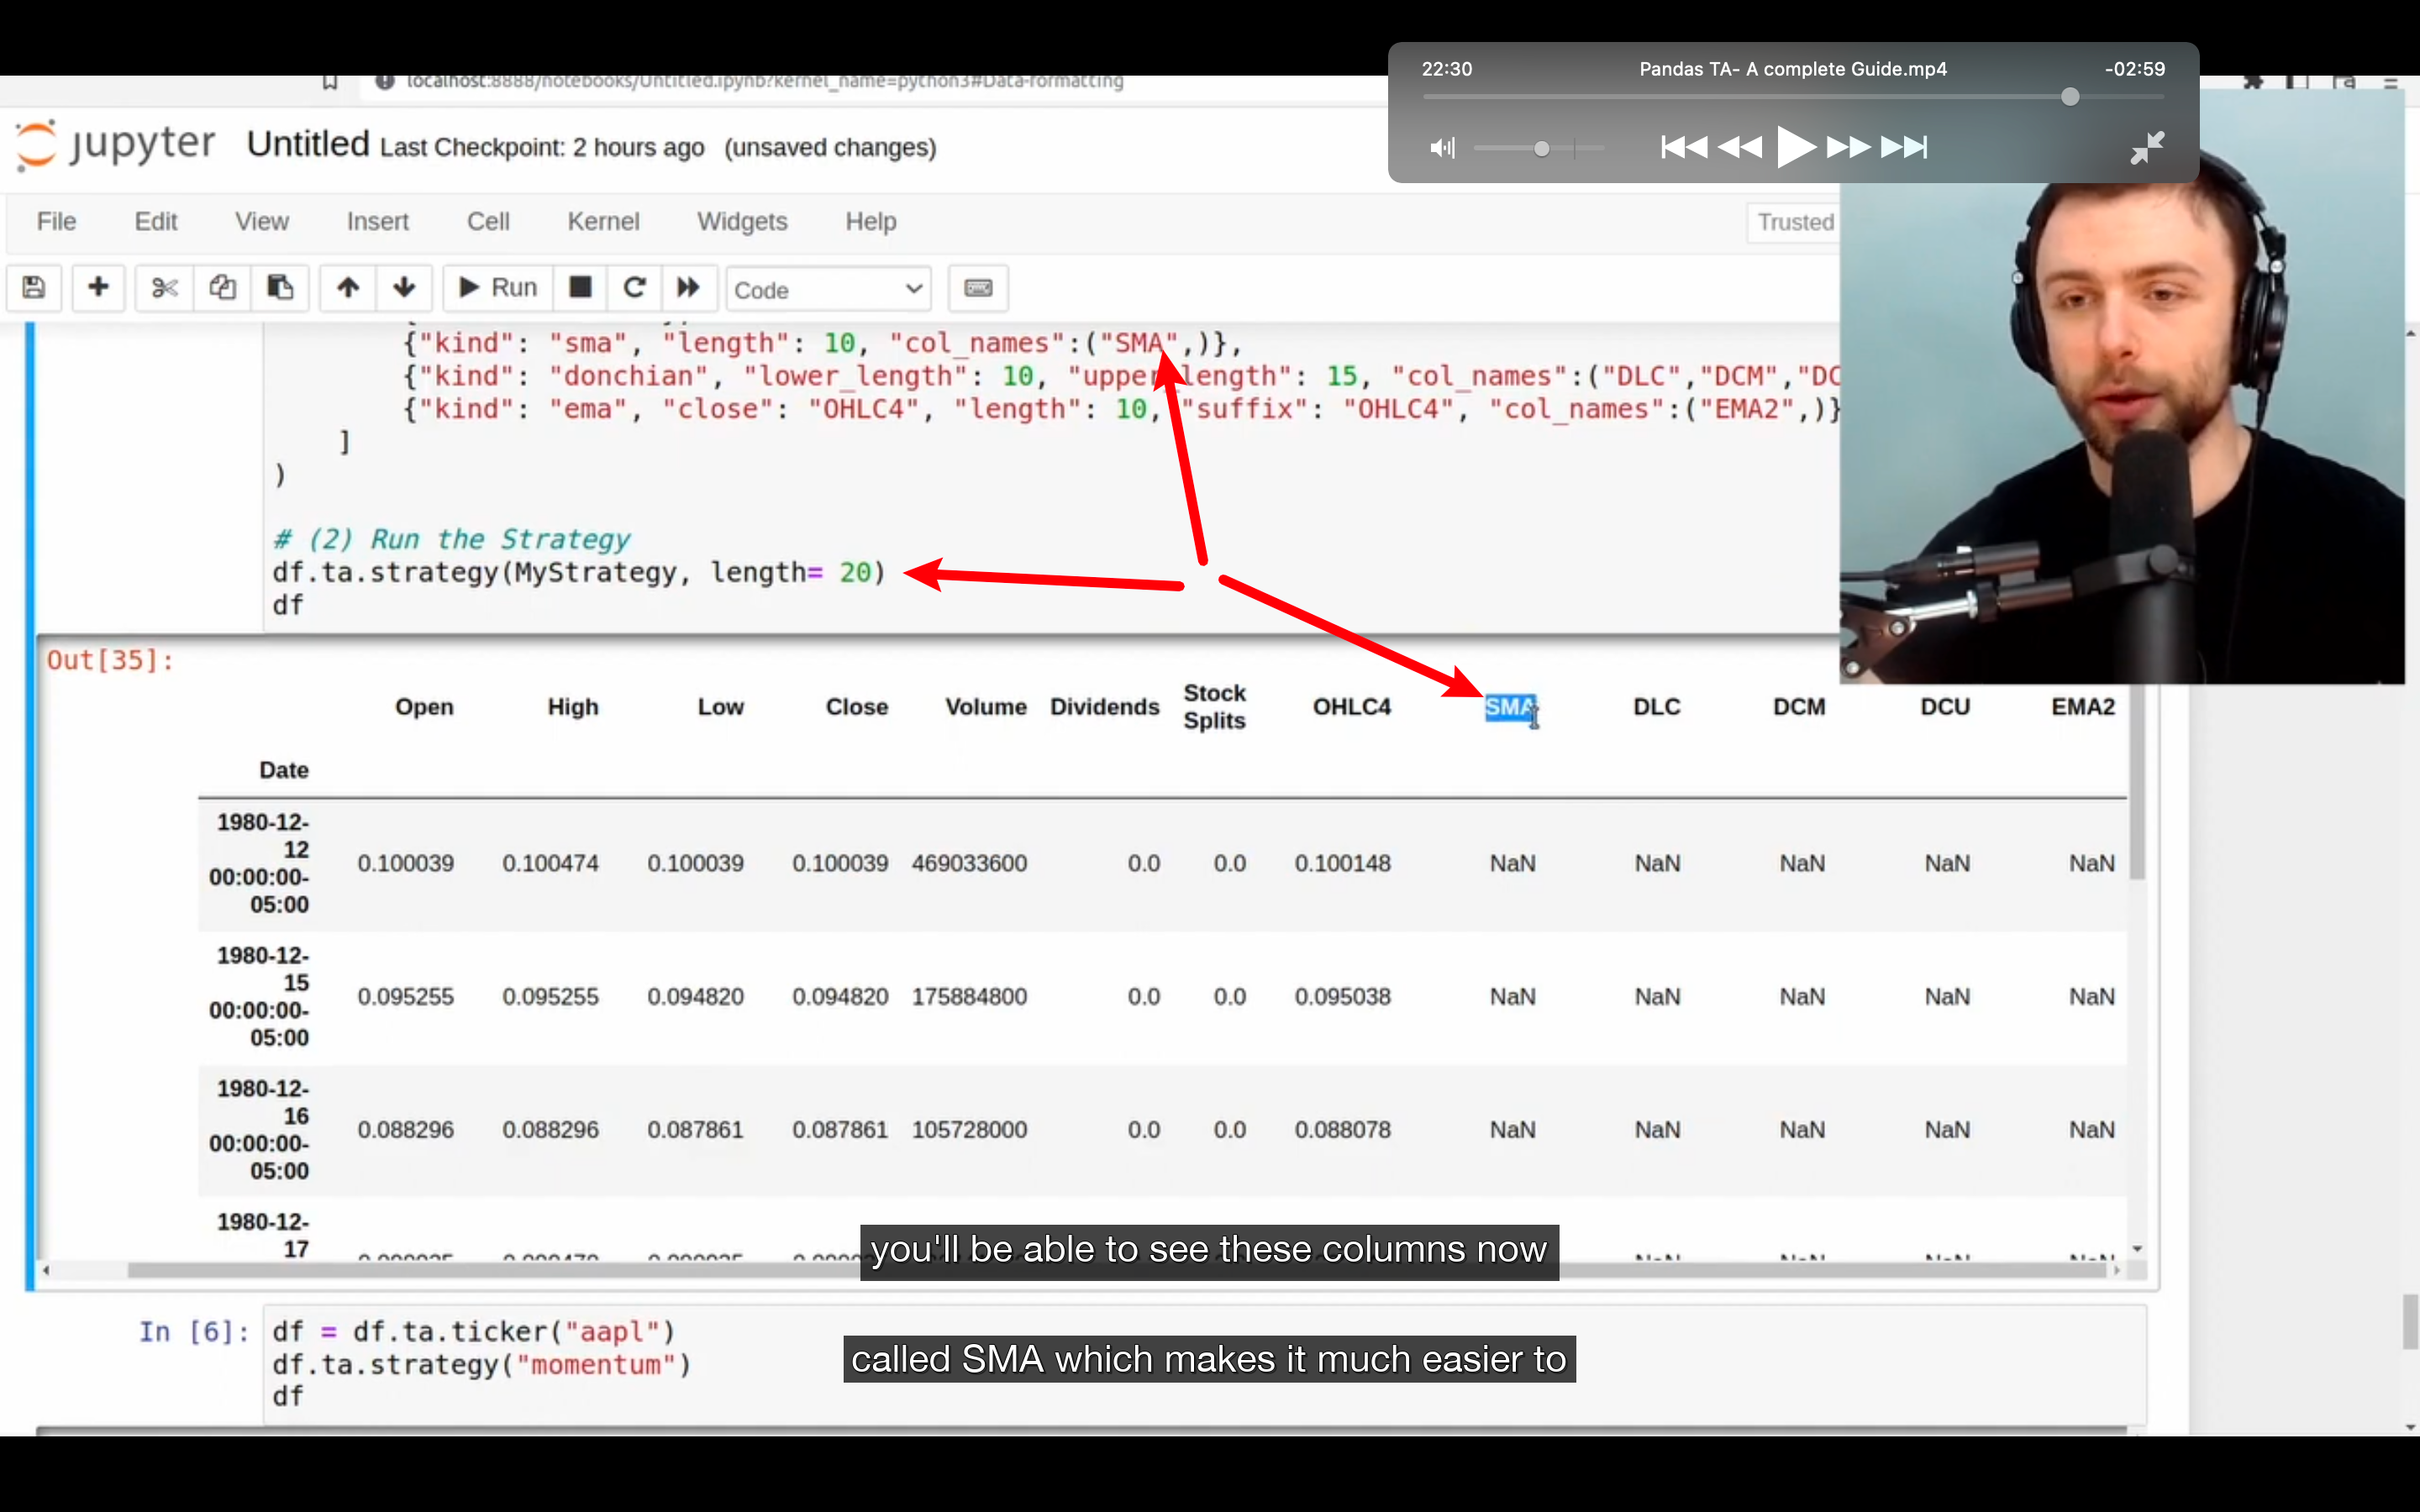 localhost:8888/notebooks/Untitled.ipynb?kernel_name=python3#Data-formatting
22:30 Pandas TA- A complete Guide.mp4 -02:59
jupyter Untitled Last Checkpoint: 2 hours ago (unsaved changes)
File Edit View Insert Cell Kernel Widgets Help Trusted
Run Code
{"kind": "sma", "length": 10, "col_names":("SMA",)},
{"kind": "donchian", "lower_length": 10, "upper_length": 15, "col_names":("DLC","DCM","DC
{"kind": "ema", "close": "OHLC4", "length": 10, "suffix": "OHLC4", "col_names":("EMA2",)}
]
)
# (2) Run the Strategy
df.ta.strategy(MyStrategy, length= 20)
df
Out[35]:
Open High Low Close Volume Dividends Stock Splits OHLC4 SMA DLC DCM DCU EMA2
Date
1980-12-
12
00:00:00-
05:00
0.100039 0.100474 0.100039 0.100039 469033600 0.0 0.0 0.100148 NaN NaN NaN NaN NaN
1980-12-
15
00:00:00-
05:00
0.095255 0.095255 0.094820 0.094820 175884800 0.0 0.0 0.095038 NaN NaN NaN NaN NaN
1980-12-
16
00:00:00-
05:00
0.088296 0.088296 0.087861 0.087861 105728000 0.0 0.0 0.088078 NaN NaN NaN NaN NaN
1980-12-
17
you'll be able to see these columns now
called SMA which makes it much easier to
In [6]: df = df.ta.ticker("aapl")
df.ta.strategy("momentum")
df